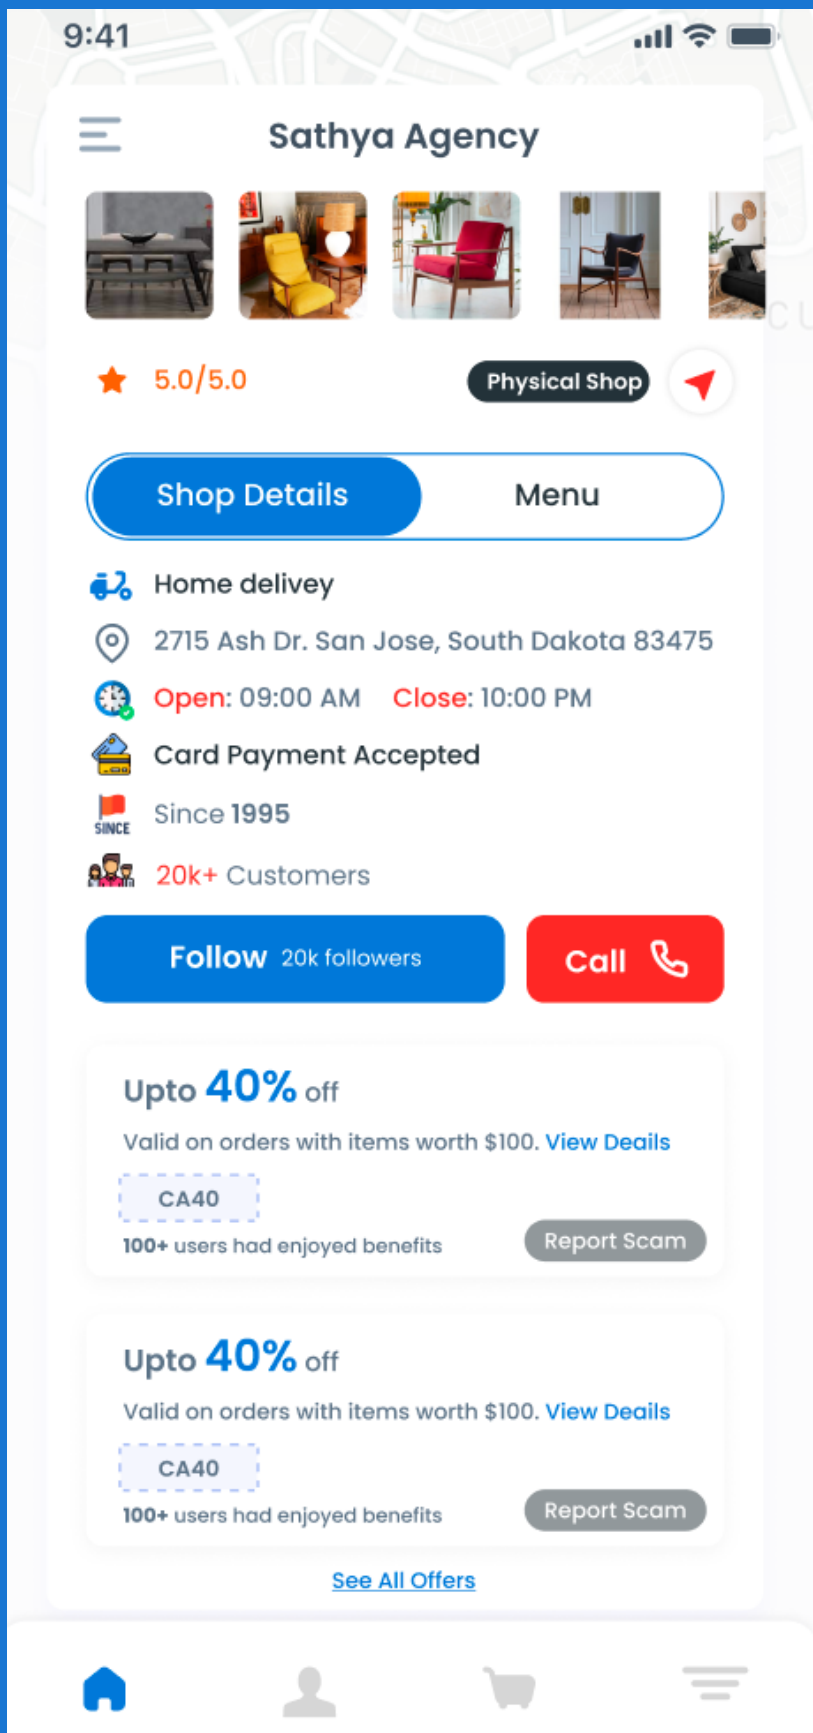 9:41
Sathya Agency
5.0/5.0
Physical Shop
Shop Details
Menu
Home delivey
2715 Ash Dr. San Jose, South Dakota 83475
Open: 09:00 AM Close: 10:00 PM
Card Payment Accepted
SINCE
Since 1995
20k+ Customers
Follow 20k followers
Call
Upto 40% off
Valid on orders with items worth $100. View Deails
CA40
100+ users had enjoyed benefits
Report Scam
Upto 40% off
Valid on orders with items worth $100. View Deails
CA40
100+ users had enjoyed benefits
Report Scam
See All Offers